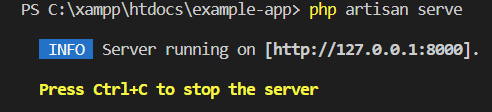 PS C:\xampp\htdocs\example-app> php artisan serve
INFO Server running on [http://127.0.0.1:8000].
Press Ctrl+C to stop the server